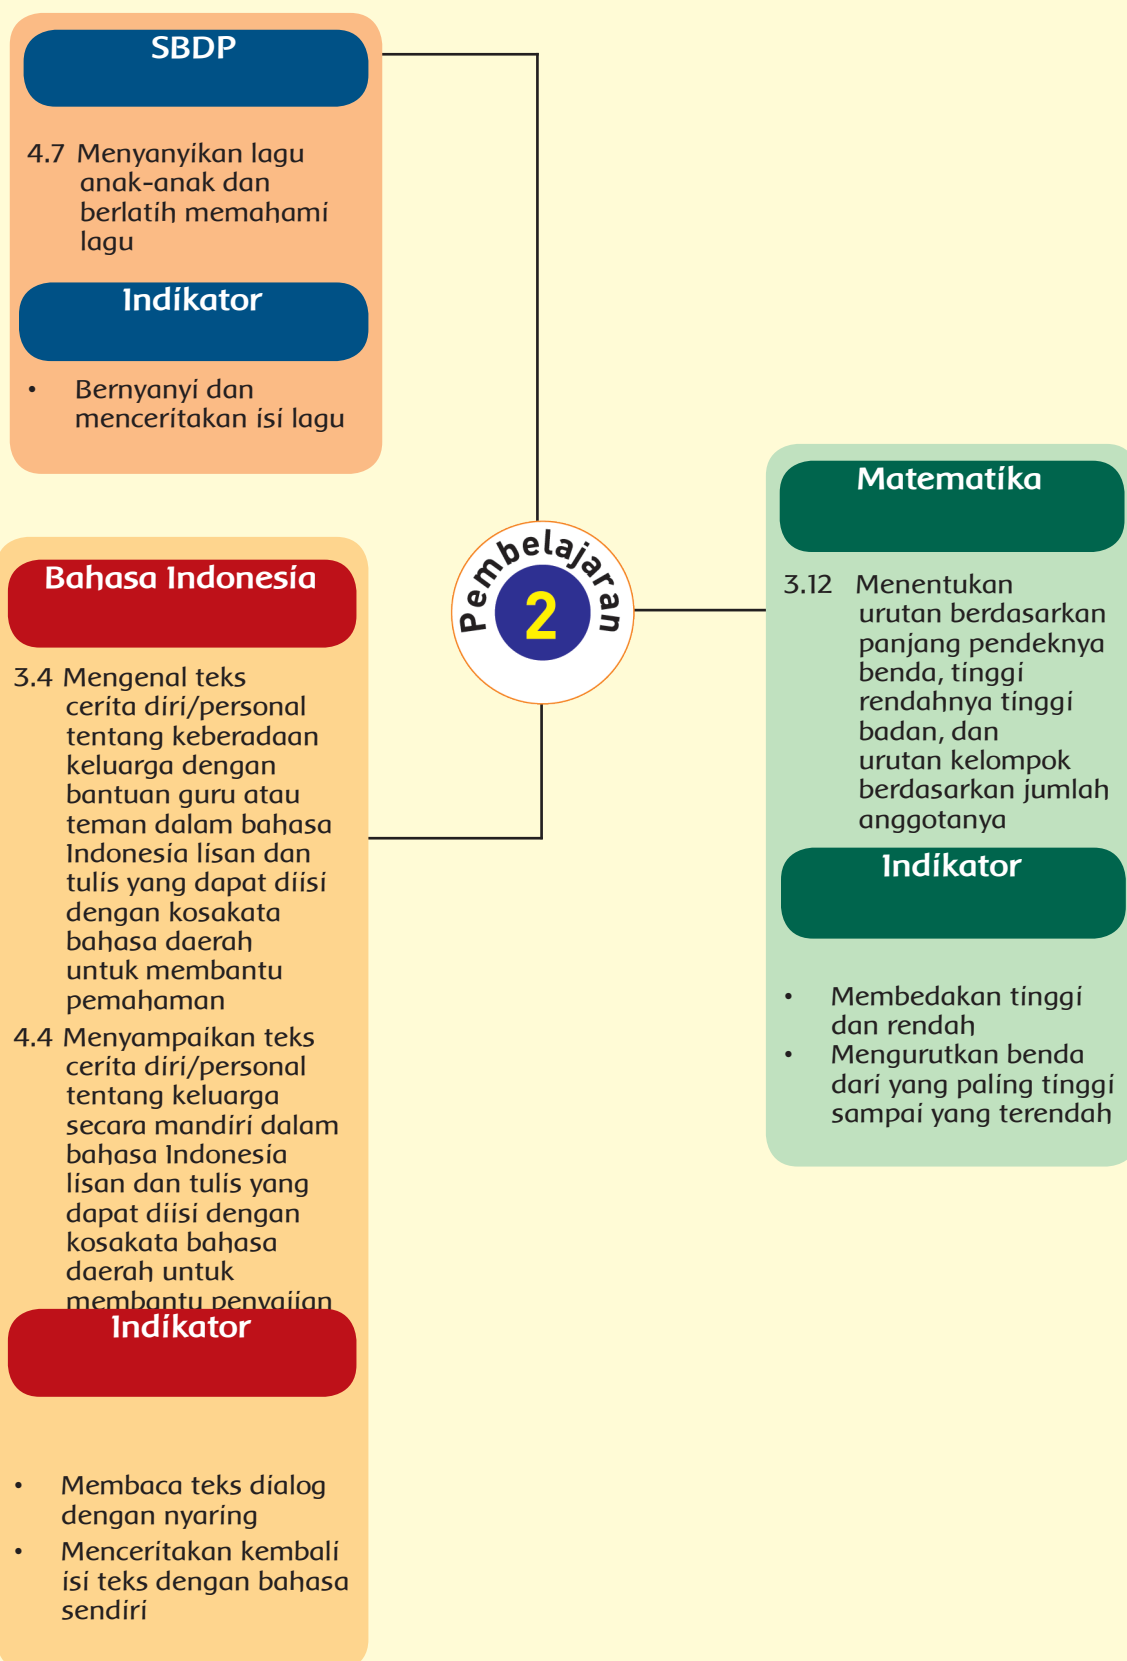 SBDP
4.7 Menyanyikan lagu
anak-anak dan
berlatih memahami
lagu
Indikator
• Bernyanyi dan
menceritakan isi lagu
Bahasa Indonesia
3.4 Mengenal teks
cerita diri/personal
tentang keberadaan
keluarga dengan
bantuan guru atau
teman dalam bahasa
Indonesia lisan dan
tulis yang dapat diisi
dengan kosakata
bahasa daerah
untuk membantu
pemahaman
4.4 Menyampaikan teks
cerita diri/personal
tentang keluarga
secara mandiri dalam
bahasa Indonesia
lisan dan tulis yang
dapat diisi dengan
kosakata bahasa
daerah untuk
membantu penyajian
Indikator
• Membaca teks dialog
dengan nyaring
• Menceritakan kembali
isi teks dengan bahasa
sendiri
Pembelajaran
2
Matematika
3.12 Menentukan
urutan berdasarkan
panjang pendeknya
benda, tinggi
rendahnya tinggi
badan, dan
urutan kelompok
berdasarkan jumlah
anggotanya
Indikator
• Membedakan tinggi
dan rendah
• Mengurutkan benda
dari yang paling tinggi
sampai yang terendah